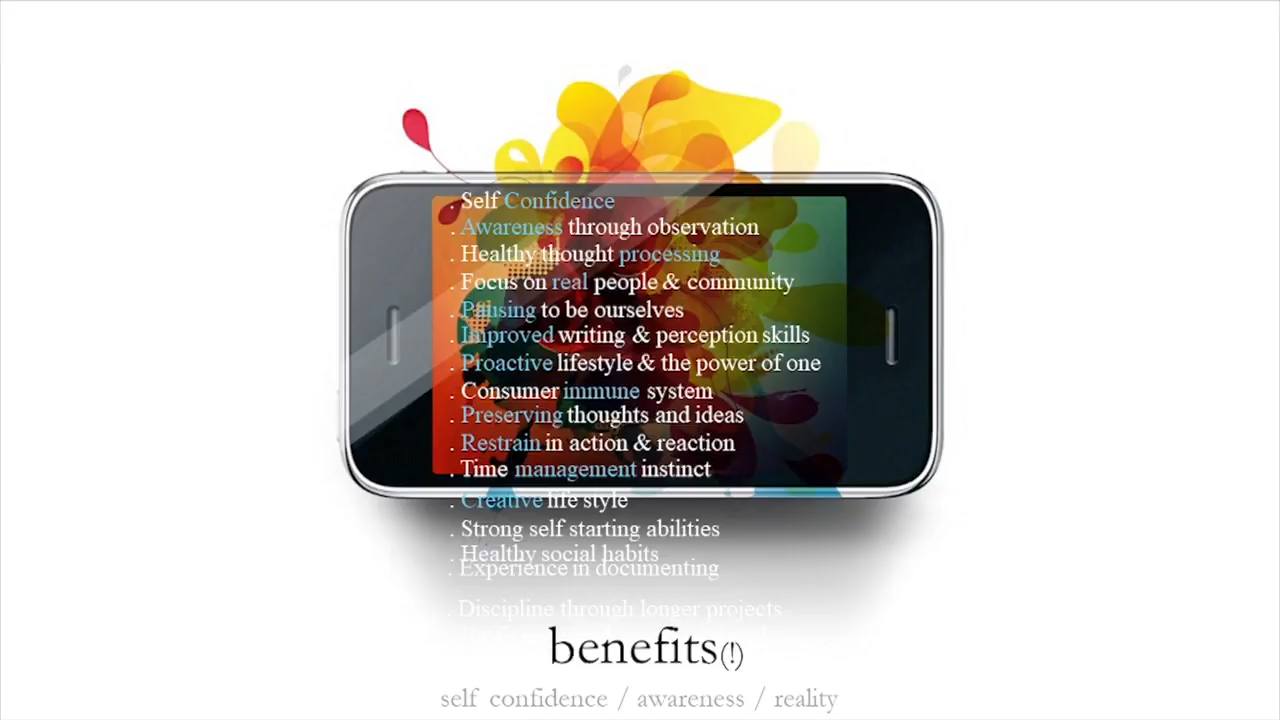 . Self Confidence
. Awareness through observation
. Healthy thought processing
. Focus on real people & community
. Pausing to be ourselves
. Improved writing & perception skills
. Proactive lifestyle & the power of one
. Consumer immune system
. Preserving thoughts and ideas
. Restrain in action & reaction
. Time management instinct
. Creative life style
. Strong self starting abilities
. Healthy social habits
. Experience in documenting
. Discipline through longer projects
benefits(!)
self confidence / awareness / reality